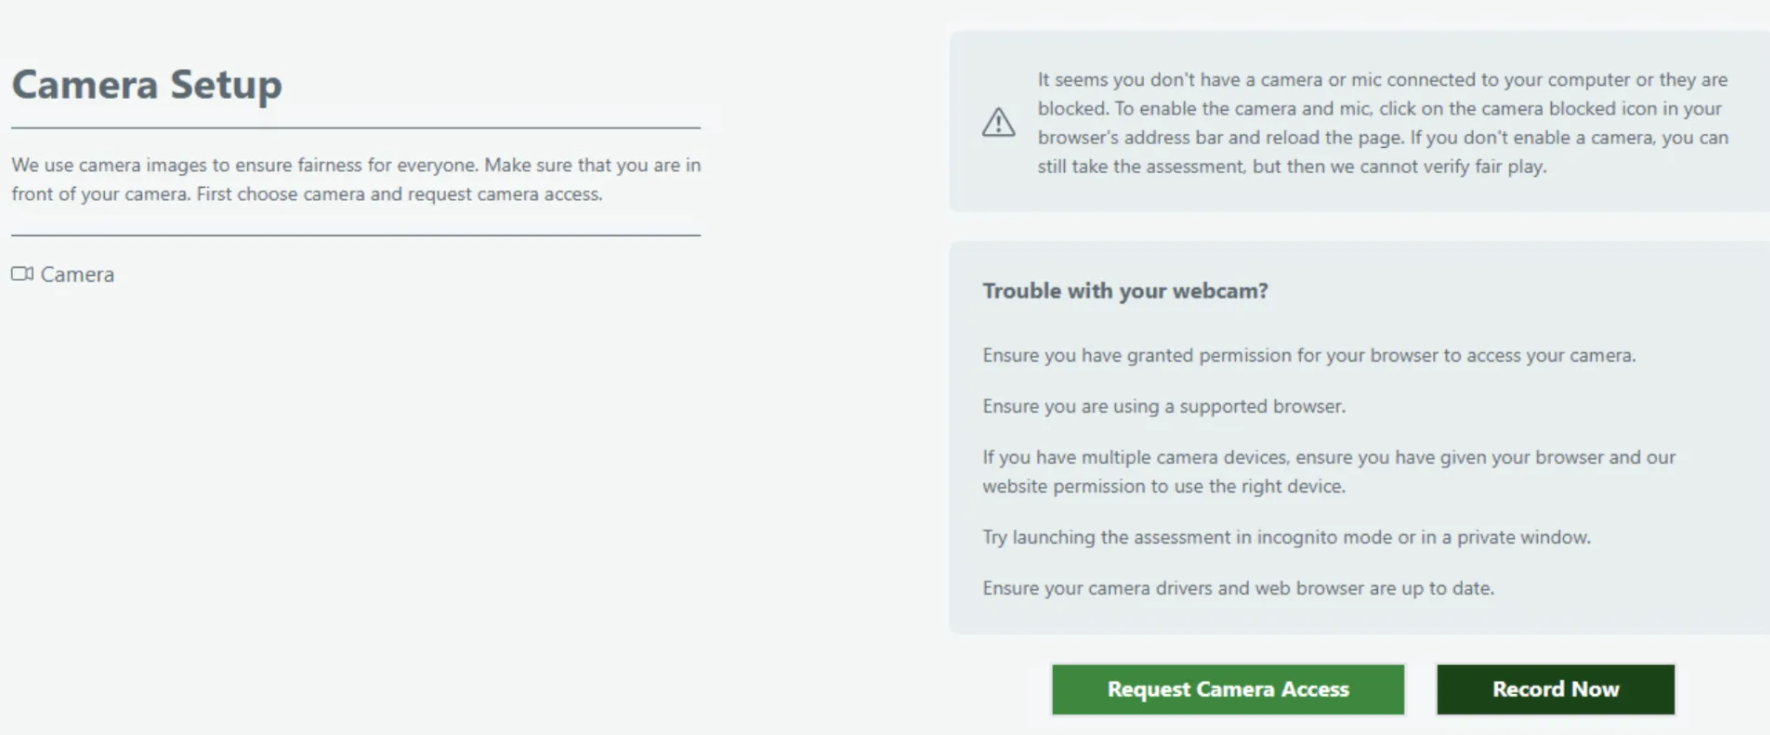 Camera Setup
We use camera images to ensure fairness for everyone. Make sure that you are in
front of your camera. First choose camera and request camera access.
Camera
It seems you don't have a camera or mic connected to your computer or they are
blocked. To enable the camera and mic, click on the camera blocked icon in your
browser's address bar and reload the page. If you don't enable a camera, you can
still take the assessment, but then we cannot verify fair play.
Trouble with your webcam?
Ensure you have granted permission for your browser to access your camera.
Ensure you are using a supported browser.
If you have multiple camera devices, ensure you have given your browser and our
website permission to use the right device.
Try launching the assessment in incognito mode or in a private window.
Ensure your camera drivers and web browser are up to date.
Request Camera Access
Record Now